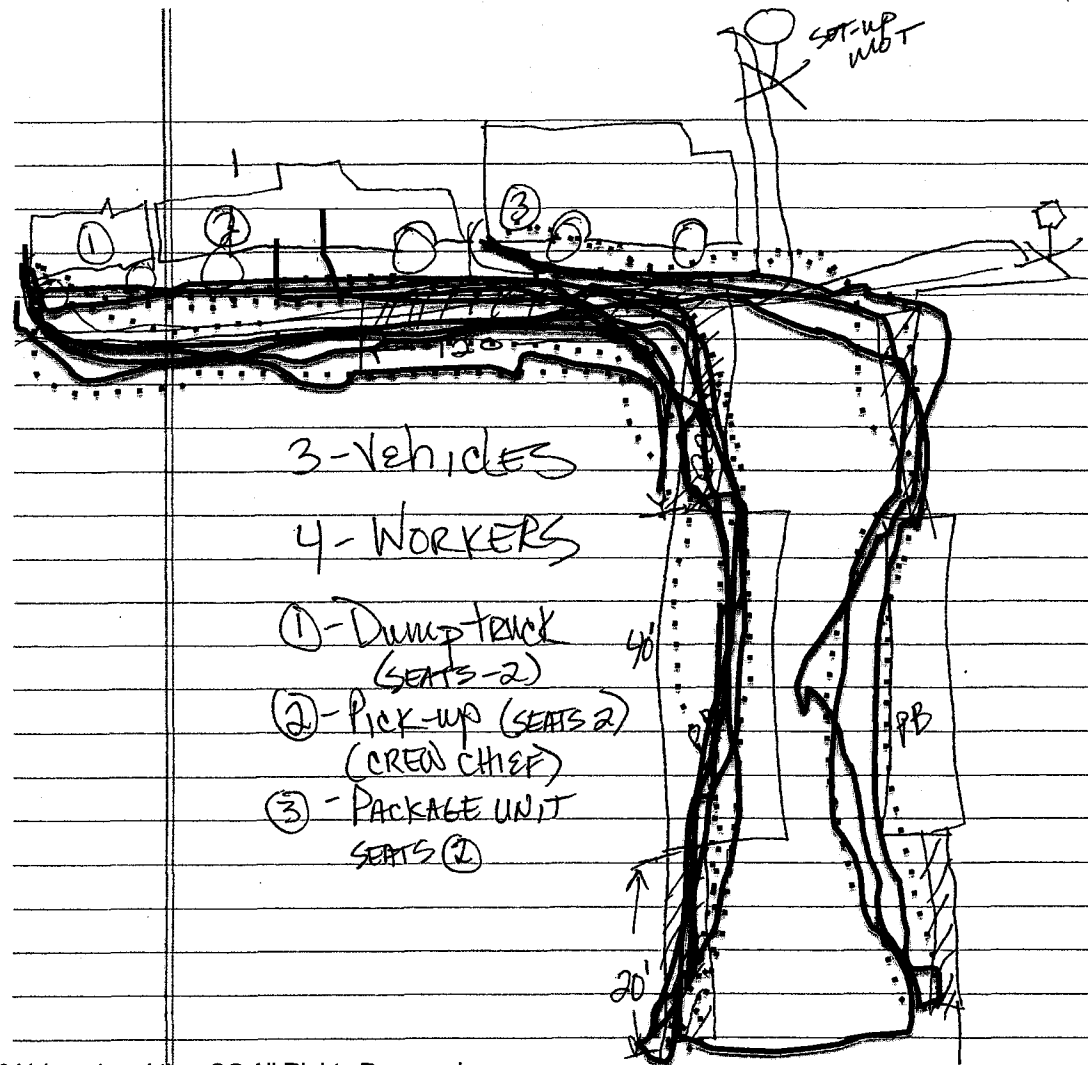 SET-UP
MOT
1
① ② ③
120
3-VEHICLES
4-WORKERS
①-Dump truck
(SEATS-2)
②-PICK-UP (SEATS 2)
(CREW CHIEF)
③-PACKAGE UNIT
SEATS ②
40'
PB
20'